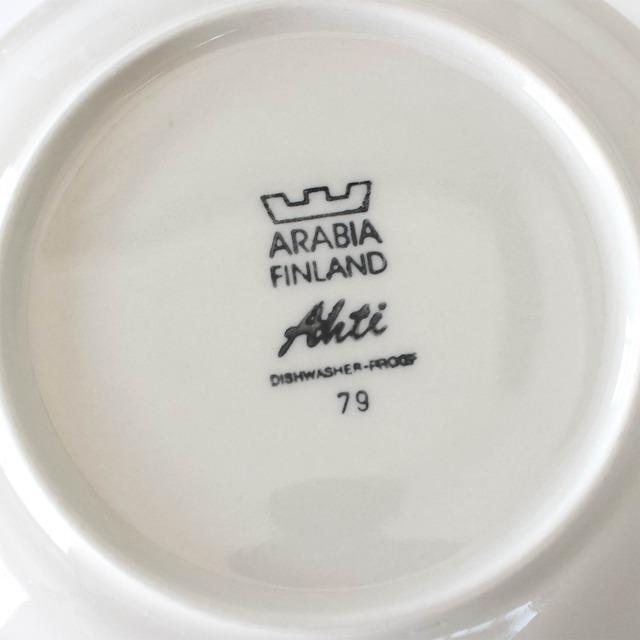 ARABIA
FINLAND
Ahti
DISHWASHER-PROOF
79